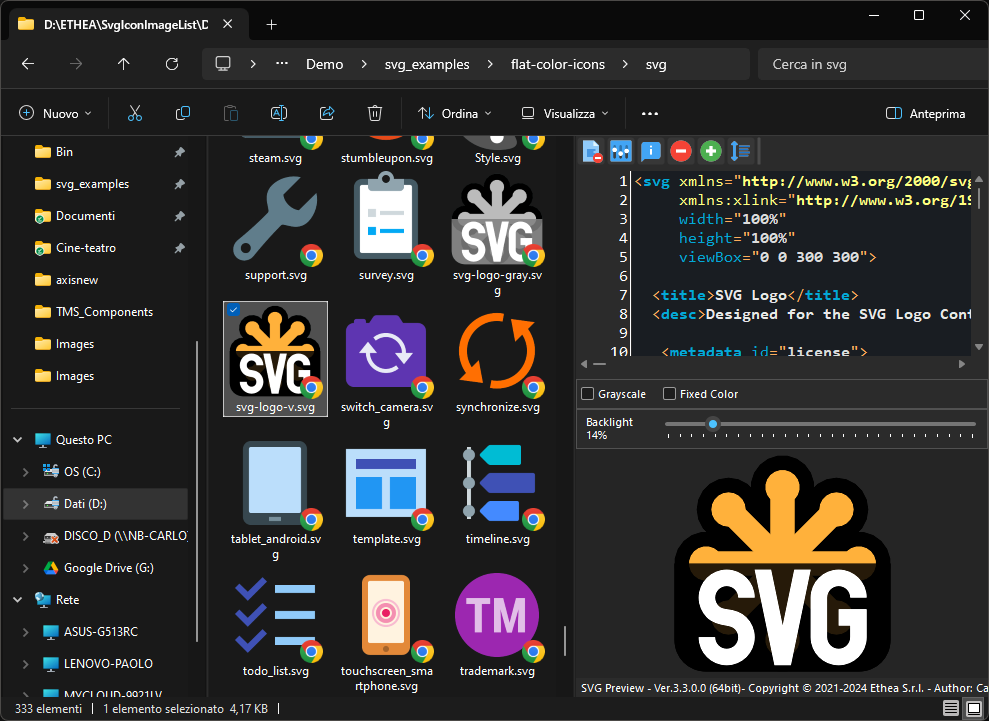 D:\ETHEA\SvgIconImageList\D
Demo
svg_examples
flat-color-icons
svg
Cerca in svg
Nuovo
Ordina
Visualizza
Anteprima
Bin
svg_examples
Documenti
Cine-teatro
axisnew
TMS_Components
Images
Images
Questo PC
OS (C:)
Dati (D:)
DISCO_D (\\NB-CARLO)
Google Drive (G:)
Rete
ASUS-G513RC
LENOVO-PAOLO
MYCLOUD-9921LV
steam.svg
stumbleupon.svg
Style.svg
support.svg
survey.svg
SVG
svg-logo-gray.sv
g
SVG
svg-logo-v.svg
switch_camera.sv
g
synchronize.svg
tablet_android.sv
g
template.svg
timeline.svg
todo_list.svg
touchscreen_sma
rtphone.svg
TM
trademark.svg
1 <svg xmlns="http://www.w3.org/2000/svg
2 xmlns:xlink="http://www.w3.org/19
3 width="100%"
4 height="100%"
5 viewBox="0 0 300 300">
6
7 <title>SVG Logo</title>
8 <desc>Designed for the SVG Logo Cont
9
10 <metadata id="license">
Grayscale
Fixed Color
Backlight
14%
SVG
SVG Preview - Ver.3.3.0.0 (64bit)- Copyright © 2021-2024 Ethea S.r.l. - Author: Ca
333 elementi
1 elemento selezionato 4,17 KB